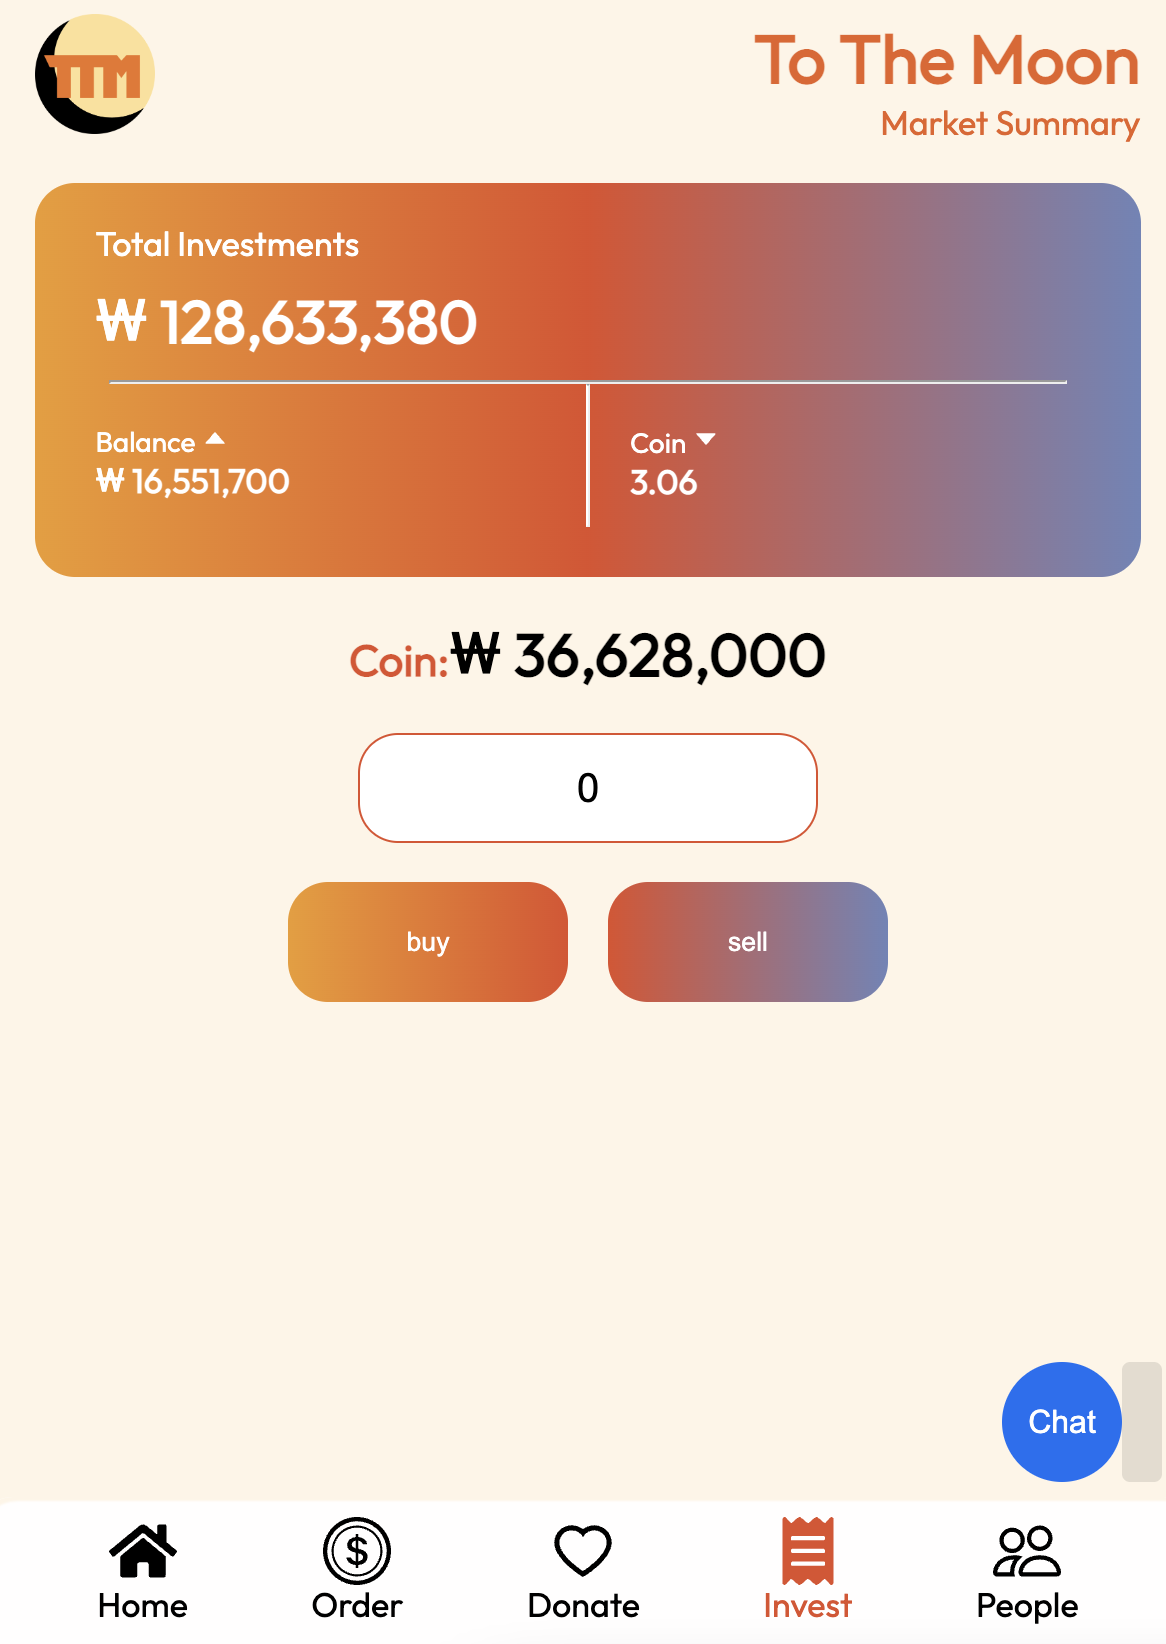 TTM
To The Moon
Market Summary
Total Investments
₩ 128,633,380
Balance ▲
₩ 16,551,700
Coin ▼
3.06
Coin:₩ 36,628,000
0
buy
sell
Chat
$
Home
Order
Donate
Invest
People